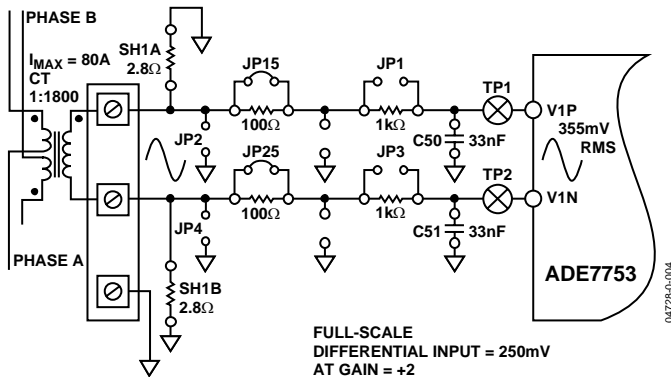 PHASE B
I MAX = 80A
CT
1:1800
SH1A
2.8Ω
JP15
100Ω
JP1
1kΩ
TP1
V1P
C50
33nF
355mV
RMS
JP2
JP25
100Ω
JP3
1kΩ
TP2
V1N
JP4
C51
33nF
PHASE A
SH1B
2.8Ω
ADE7753
FULL-SCALE
DIFFERENTIAL INPUT = 250mV
AT GAIN = +2
04728-0-004